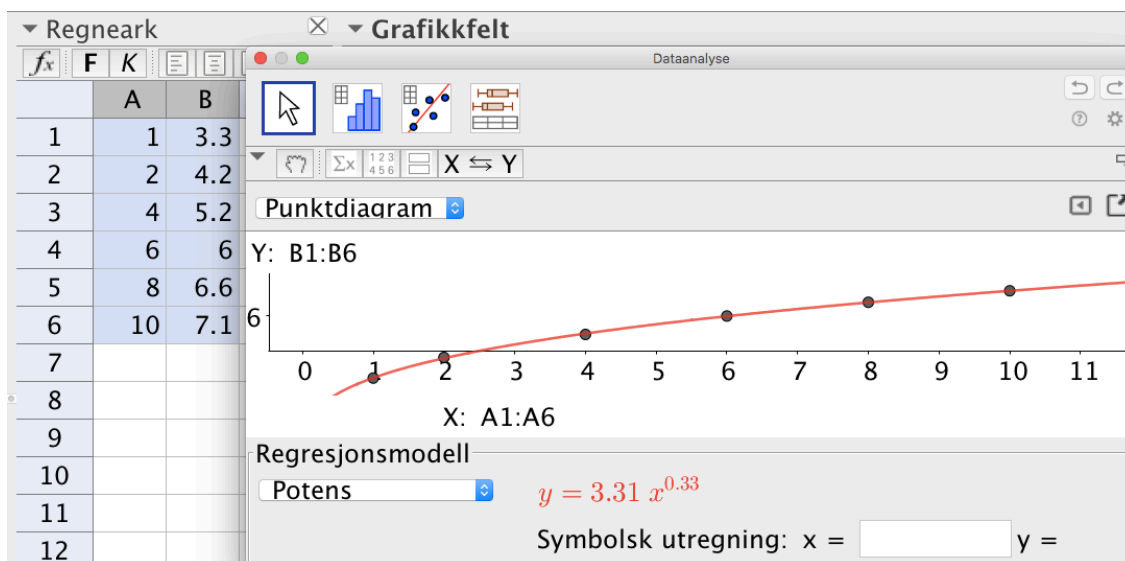 Regneark
Grafikkfelt
fx F K
Dataanalyse
A B
1 1 3.3
2 2 4.2
3 4 5.2
4 6 6
5 8 6.6
6 10 7.1
7
8
9
10
11
12
Σx 123 456 X ⇆ Y
Punktdiagram
Y: B1:B6
6
0 1 2 3 4 5 6 7 8 9 10 11
X: A1:A6
Regresjonsmodell
Potens
y = 3.31 x^0.33
Symbolsk utregning: x = y =